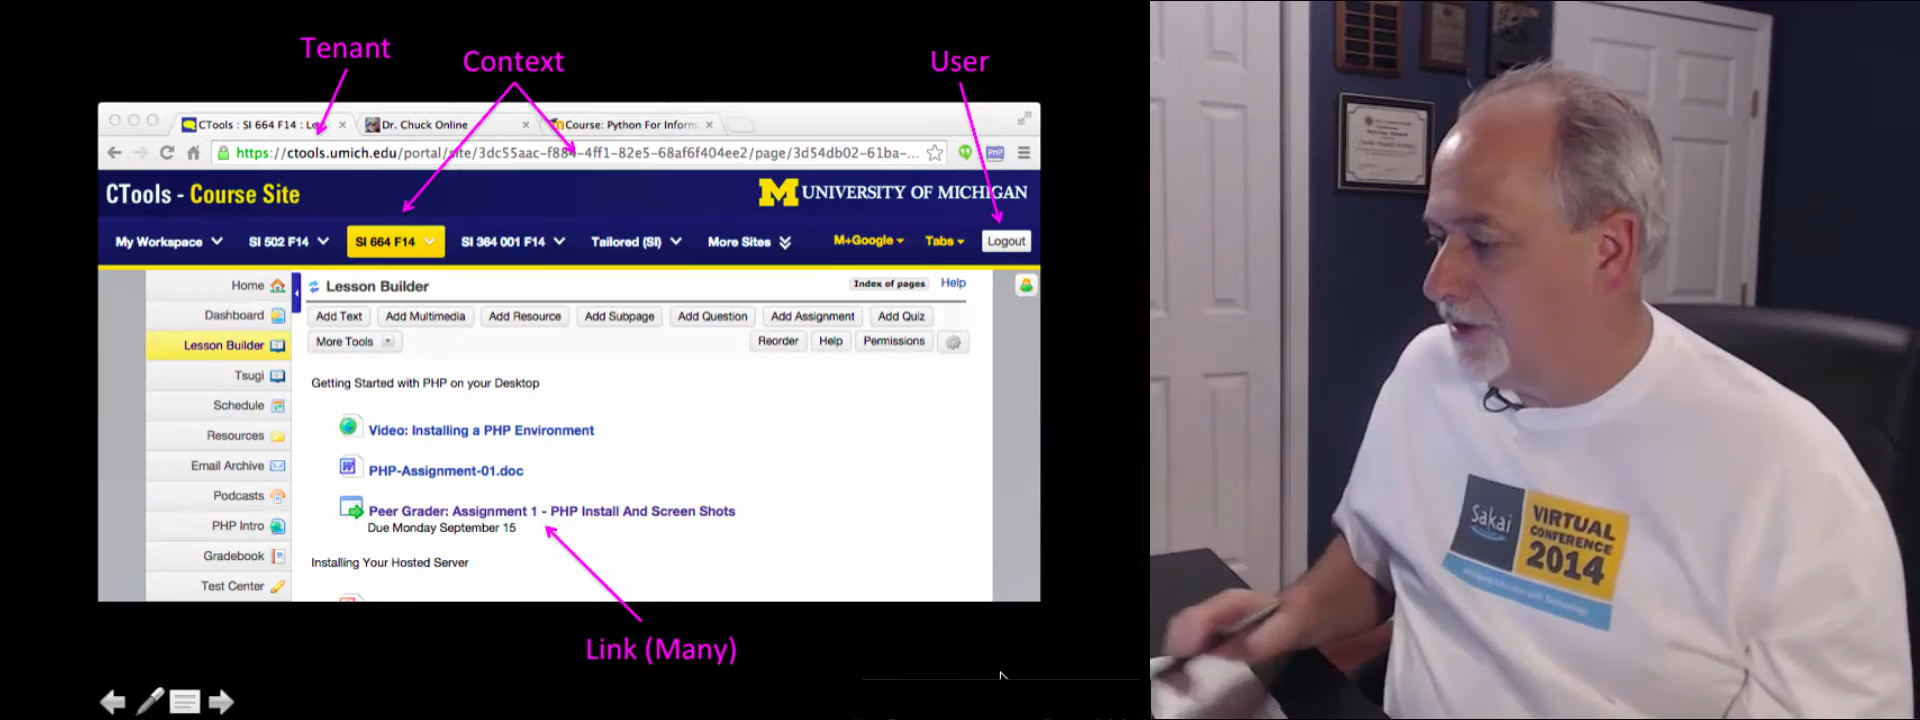 Tenant
Context
User
CTools : SI 664 F14 : Les
Dr. Chuck Online
Course: Python For Inform
https://ctools.umich.edu/portal/site/3dc55aac-f884-4ff1-82e5-68af6f404ee2/page/3d54db02-61ba-...
PHP
CTools - Course Site
M UNIVERSITY OF MICHIGAN
My Workspace
SI 502 F14
SI 664 F14
SI 364 001 F14
Tailored (SI)
More Sites
M+Google
Tabs
Logout
Home
Dashboard
Lesson Builder
Tsugi
Schedule
Resources
Email Archive
Podcasts
PHP Intro
Gradebook
Test Center
Lesson Builder
Index of pages
Help
Add Text
Add Multimedia
Add Resource
Add Subpage
Add Question
Add Assignment
Add Quiz
More Tools
Reorder
Help
Permissions
Getting Started with PHP on your Desktop
Video: Installing a PHP Environment
PHP-Assignment-01.doc
Peer Grader: Assignment 1 - PHP Install And Screen Shots
Due Monday September 15
Installing Your Hosted Server
Link (Many)
Sakai
VIRTUAL
CONFERENCE
2014